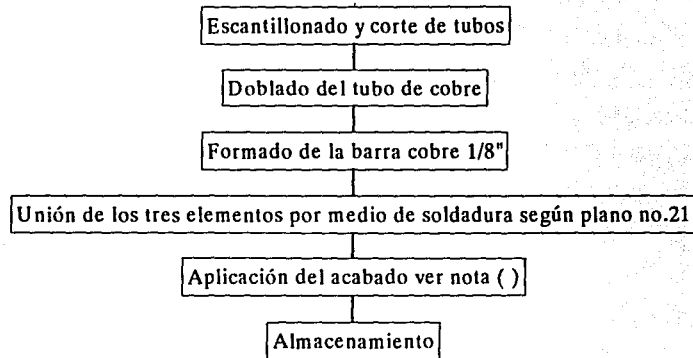 Escantillonado y corte de tubos
Doblado del tubo de cobre
Formado de la barra cobre 1/8"
Unión de los tres elementos por medio de soldadura según plano no.21
Aplicación del acabado ver nota ( )
Almacenamiento